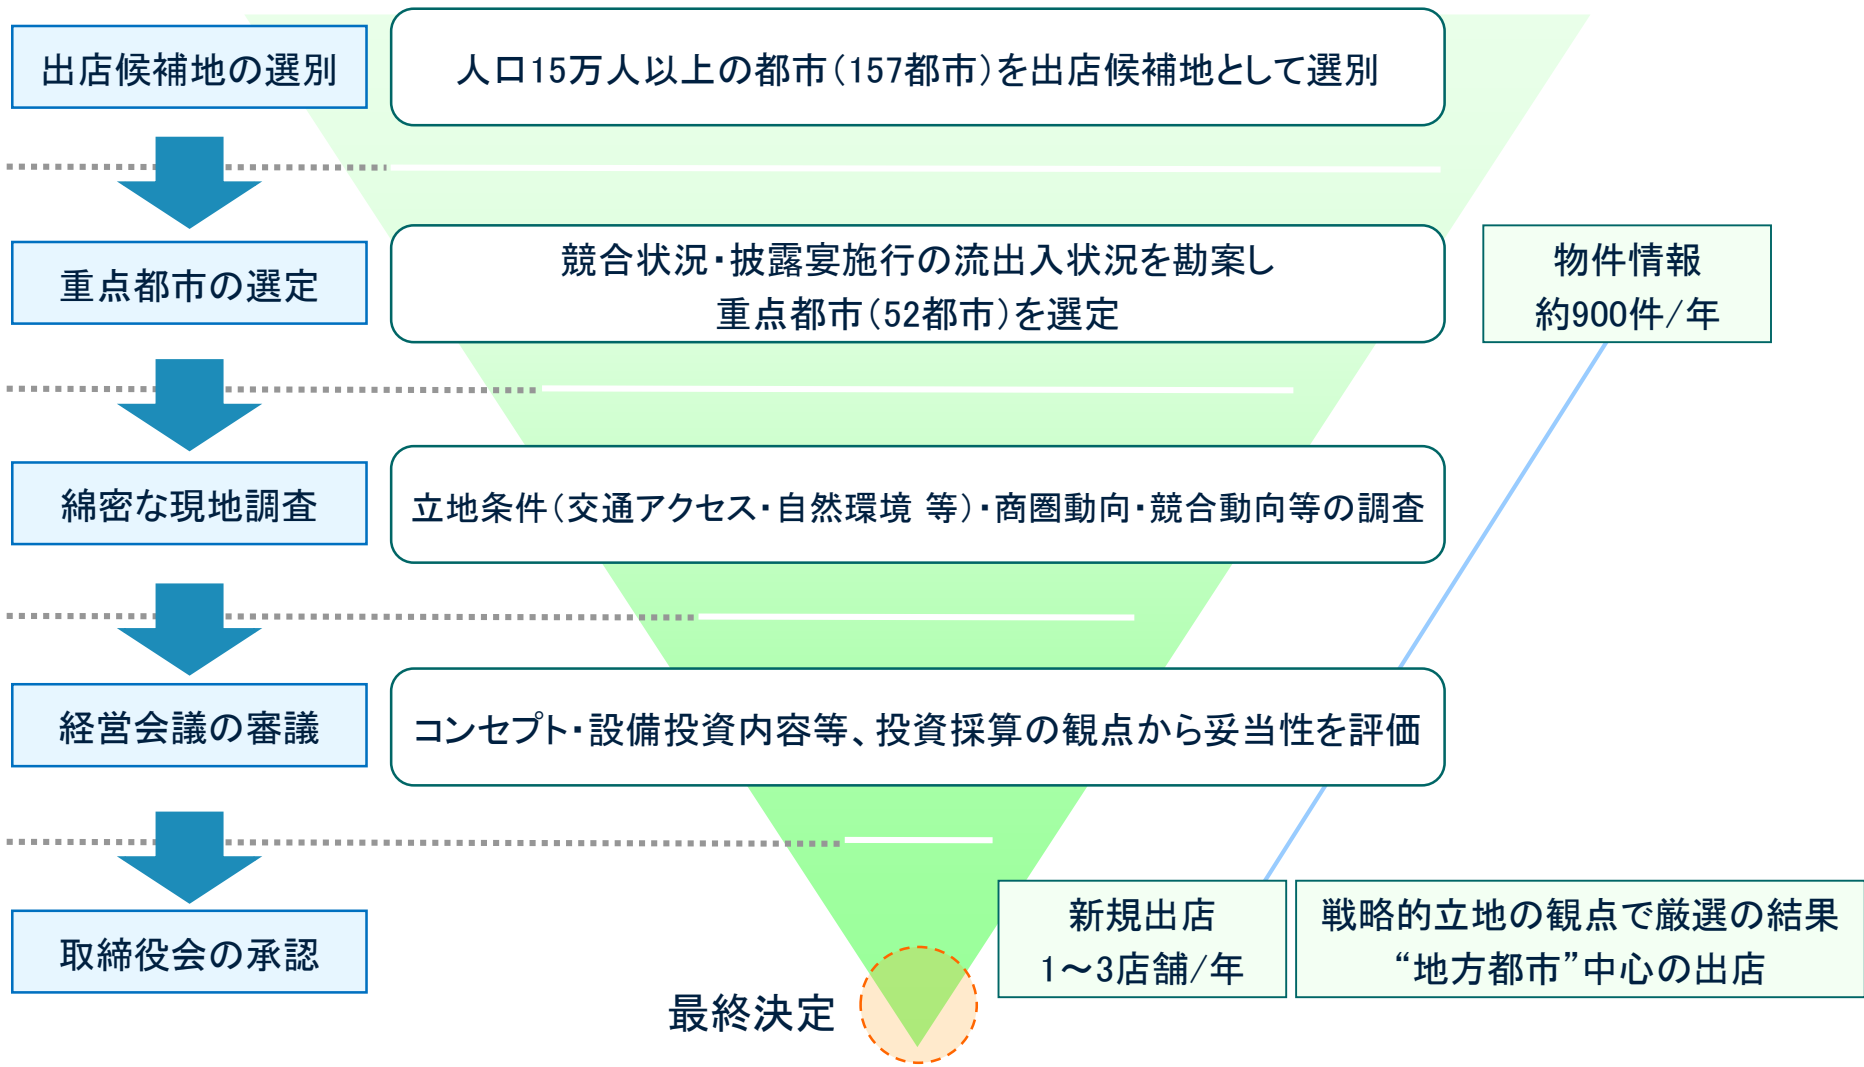 出店候補地の選別
人口15万人以上の都市（157都市）を出店候補地として選別
重点都市の選定
競合状況・披露宴施行の流出入状況を勘案し
重点都市（52都市）を選定
物件情報
約900件/年
綿密な現地調査
立地条件（交通アクセス・自然環境 等）・商圏動向・競合動向等の調査
経営会議の審議
コンセプト・設備投資内容等、投資採算の観点から妥当性を評価
取締役会の承認
最終決定
新規出店
1～3店舗/年
戦略的立地の観点で厳選の結果
“地方都市”中心の出店